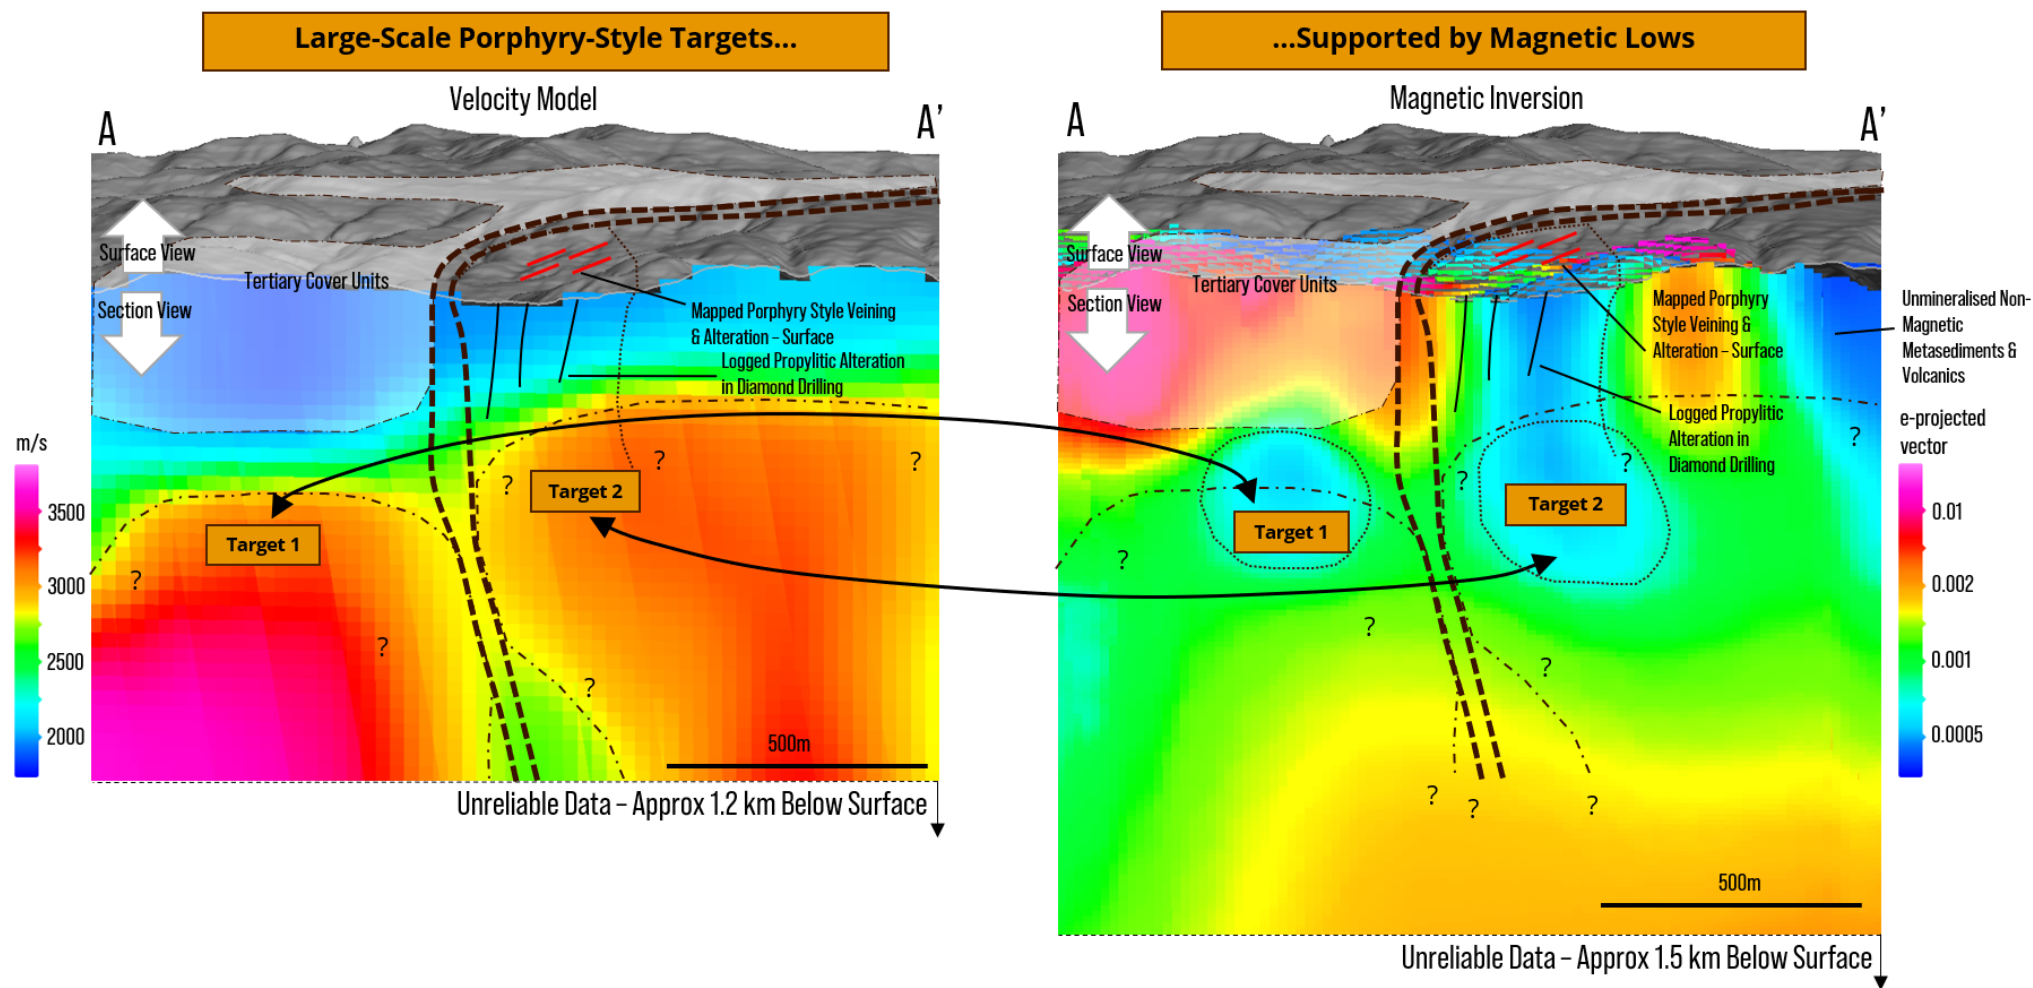 Large-Scale Porphyry-Style Targets...
...Supported by Magnetic Lows
Velocity Model
A
A'
Surface View
Section View
Tertiary Cover Units
Mapped Porphyry Style Veining
& Alteration – Surface
Logged Propylitic Alteration
in Diamond Drilling
m/s
3500
3000
2500
2000
Target 1
Target 2
?
?
?
?
?
?
500m
Unreliable Data – Approx 1.2 km Below Surface
Magnetic Inversion
A
A'
Surface View
Section View
Tertiary Cover Units
Mapped Porphyry
Style Veining &
Alteration – Surface
Logged Propylitic
Alteration in
Diamond Drilling
Unmineralised Non-
Magnetic
Metasediments &
Volcanics
e-projected
vector
0.01
0.002
0.001
0.0005
Target 1
Target 2
?
?
?
?
?
?
?
?
?
500m
Unreliable Data – Approx 1.5 km Below Surface